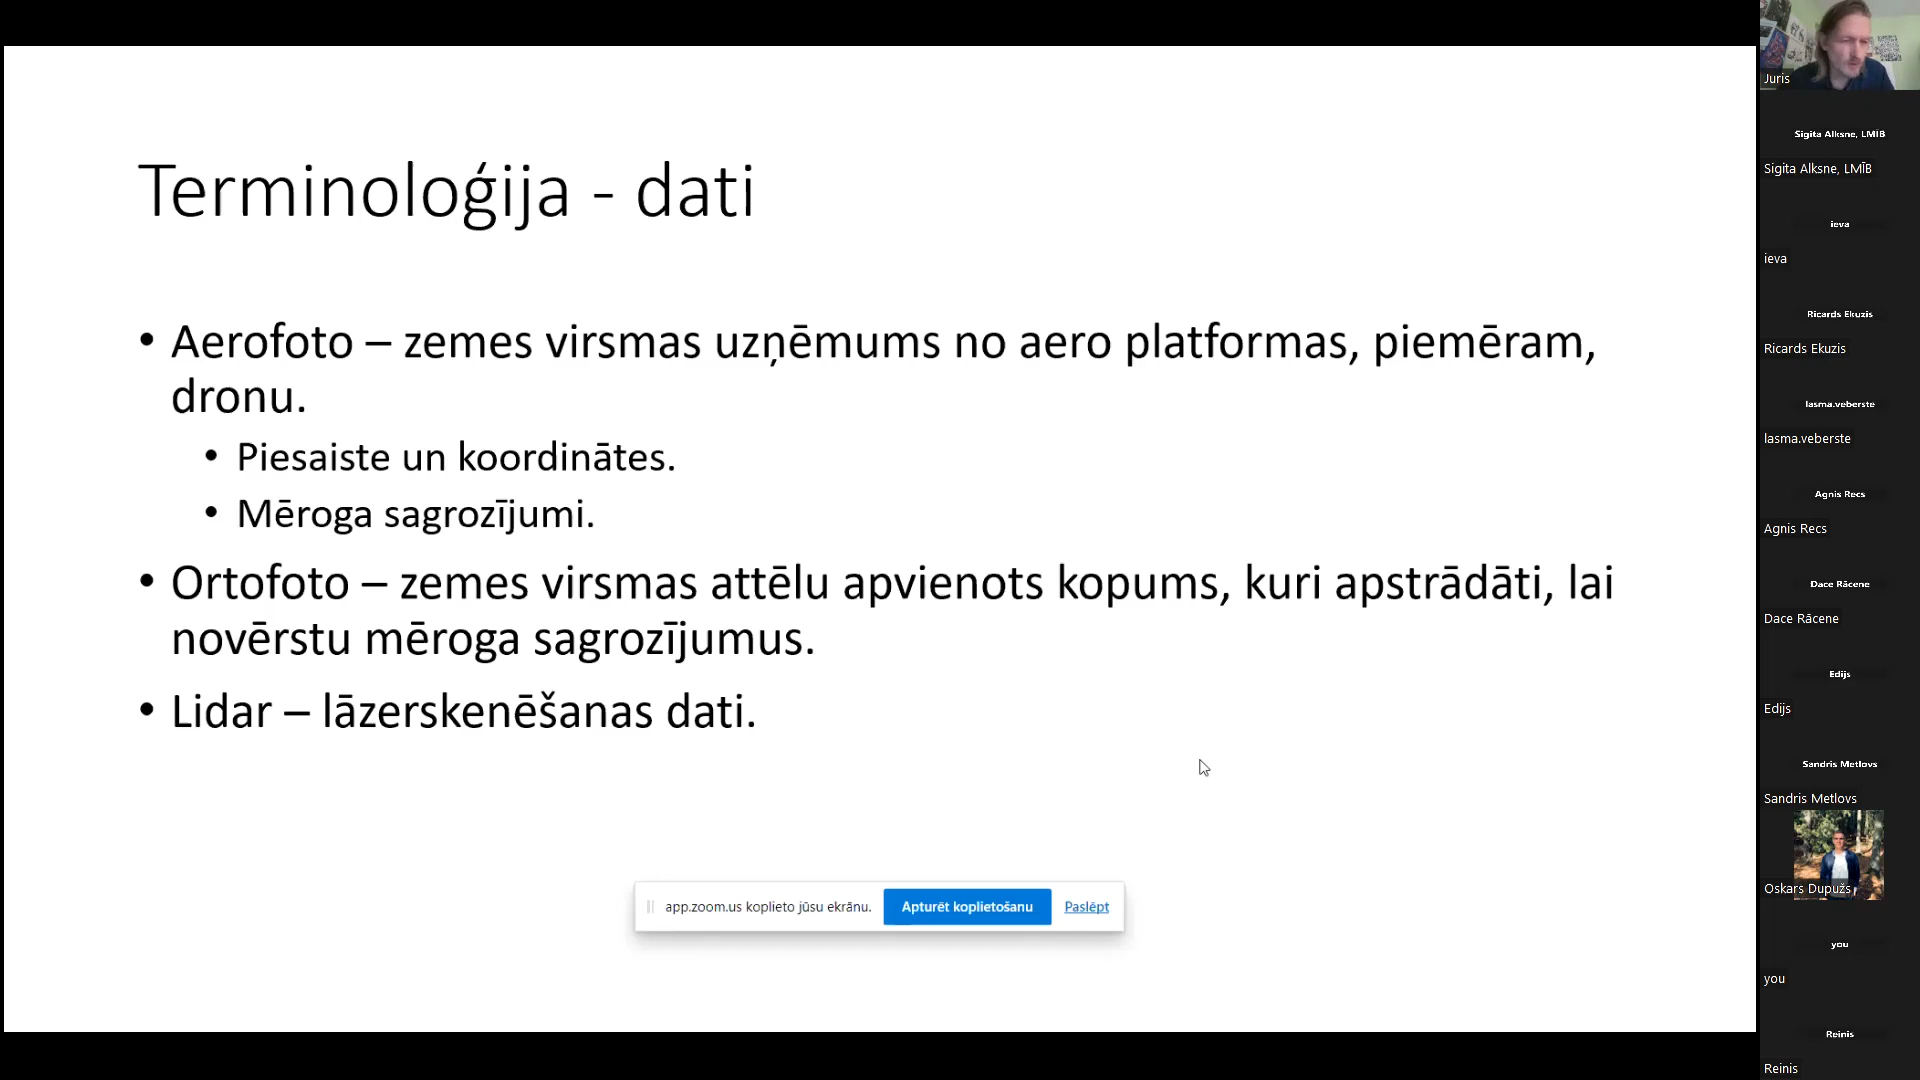 Terminoloģija - dati
• Aerofoto – zemes virsmas uzņēmums no aero platformas, piemēram,
dronu.
• Piesaiste un koordinātes.
• Mēroga sagrozījumi.
• Ortofoto – zemes virsmas attēlu apvienots kopums, kuri apstrādāti, lai
novērstu mēroga sagrozījumus.
• Lidar – lāzerskenēšanas dati.
app.zoom.us koplieto jūsu ekrānu. Apturēt koplietošanu Paslēpt
Juris
Sigita Alksne, LMĪB
Sigita Alksne, LMĪB
ieva
ieva
Ricards Ekuzis
Ricards Ekuzis
lasma.veberste
lasma.veberste
Agnis Recs
Agnis Recs
Dace Rācene
Dace Rācene
Edijs
Edijs
Sandris Metlovs
Sandris Metlovs
Oskars Dupužs
you
you
Reinis
Reinis